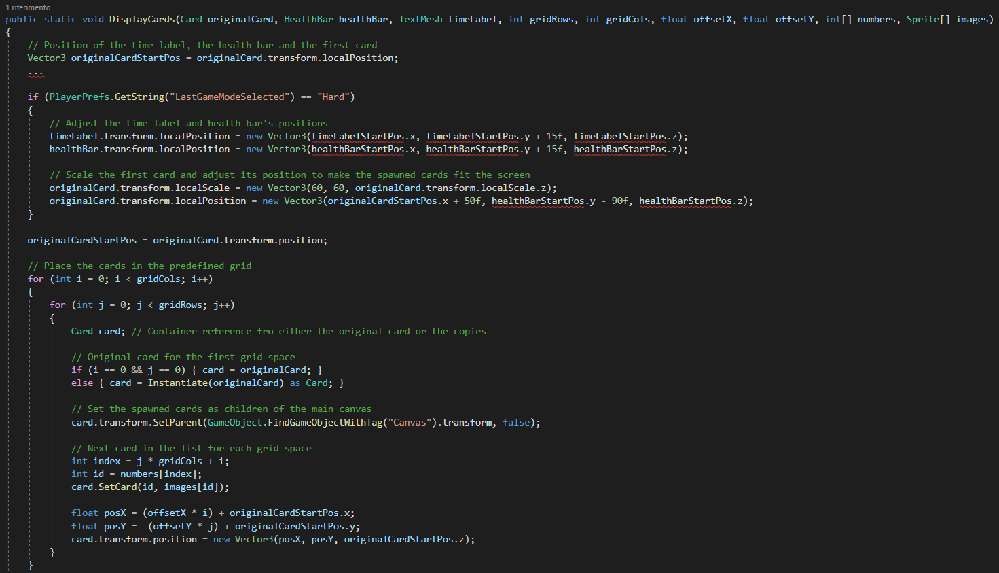 1 riferimento
public static void DisplayCards(Card originalCard, HealthBar healthBar, TextMesh timeLabel, int gridRows, int gridCols, float offsetX, float offsetY, int[] numbers, Sprite[] images)
{
    // Position of the time label, the health bar and the first card
    Vector3 originalCardStartPos = originalCard.transform.localPosition;
    ...

    if (PlayerPrefs.GetString("LastGameModeSelected") == "Hard")
    {
        // Adjust the time label and health bar's positions
        timeLabel.transform.localPosition = new Vector3(timeLabelStartPos.x, timeLabelStartPos.y + 15f, timeLabelStartPos.z);
        healthBar.transform.localPosition = new Vector3(healthBarStartPos.x, healthBarStartPos.y + 15f, healthBarStartPos.z);

        // Scale the first card and adjust its position to make the spawned cards fit the screen
        originalCard.transform.localScale = new Vector3(60, 60, originalCard.transform.localScale.z);
        originalCard.transform.localPosition = new Vector3(originalCardStartPos.x + 50f, healthBarStartPos.y - 90f, healthBarStartPos.z);
    }

    originalCardStartPos = originalCard.transform.position;

    // Place the cards in the predefined grid
    for (int i = 0; i < gridCols; i++)
    {
        for (int j = 0; j < gridRows; j++)
        {
            Card card; // Container reference fro either the original card or the copies

            // Original card for the first grid space
            if (i == 0 && j == 0) { card = originalCard; }
            else { card = Instantiate(originalCard) as Card; }

            // Set the spawned cards as children of the main canvas
            card.transform.SetParent(GameObject.FindGameObjectWithTag("Canvas").transform, false);

            // Next card in the list for each grid space
            int index = j * gridCols + i;
            int id = numbers[index];
            card.SetCard(id, images[id]);

            float posX = (offsetX * i) + originalCardStartPos.x;
            float posY = -(offsetY * j) + originalCardStartPos.y;
            card.transform.position = new Vector3(posX, posY, originalCardStartPos.z);
        }
    }